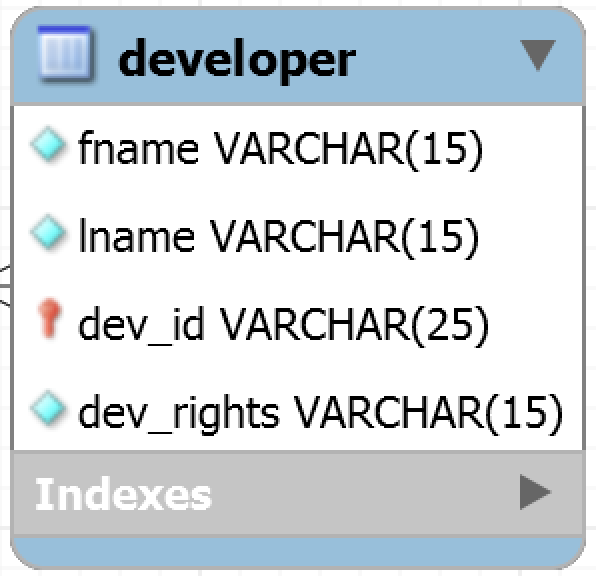 developer
fname VARCHAR(15)
lname VARCHAR(15)
dev_id VARCHAR(25)
dev_rights VARCHAR(15)
Indexes